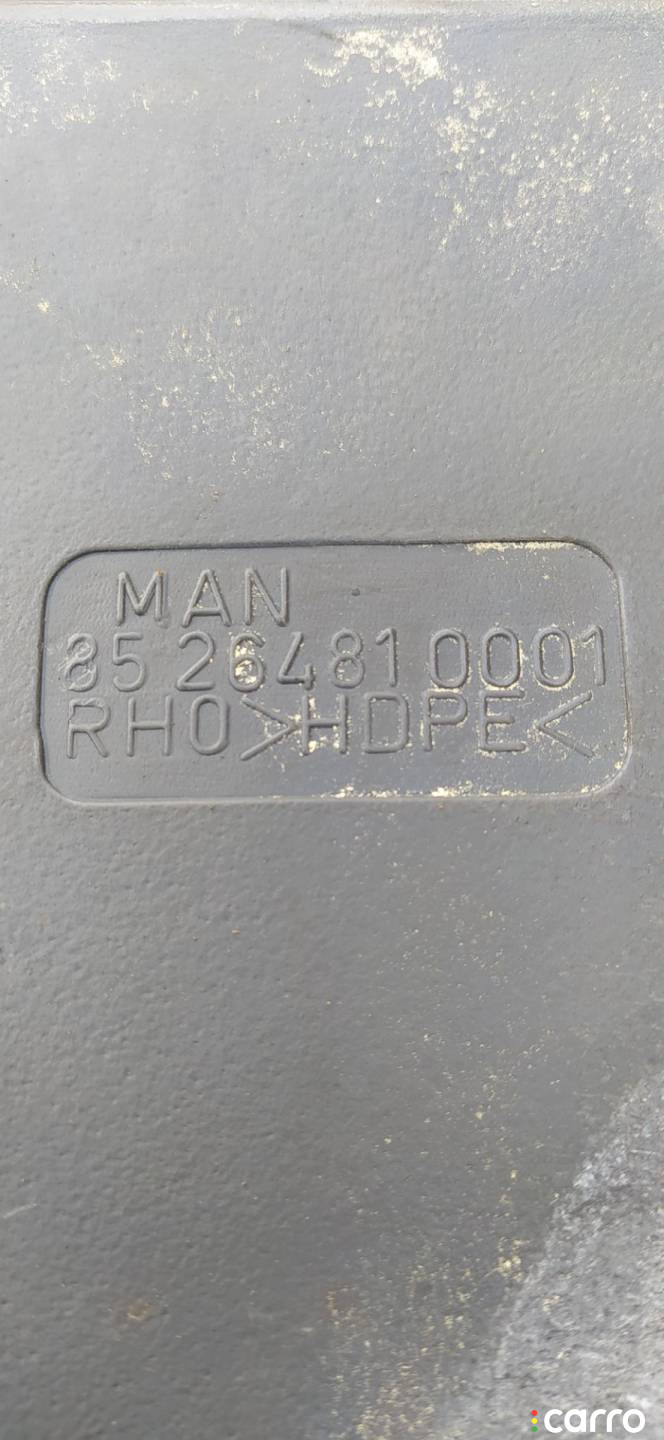 MAN
85 26481 0001
RHO>HDPE<
carro